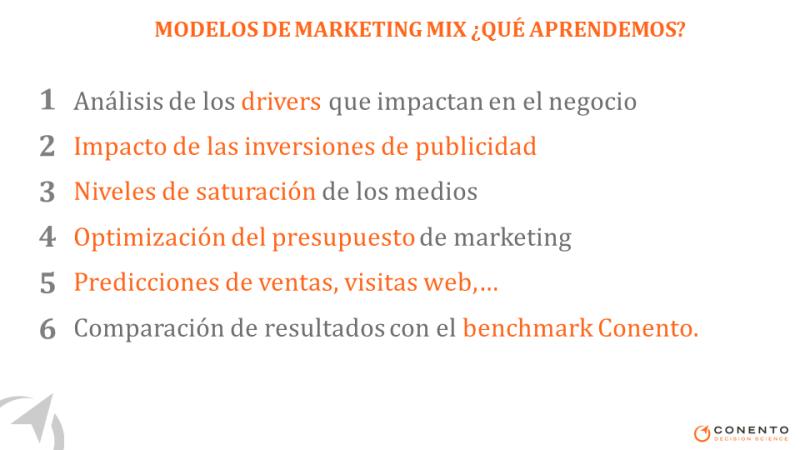 MODELOS DE MARKETING MIX ¿QUÉ APRENDEMOS?
1 Análisis de los drivers que impactan en el negocio
2 Impacto de las inversiones de publicidad
3 Niveles de saturación de los medios
4 Optimización del presupuesto de marketing
5 Predicciones de ventas, visitas web,...
6 Comparación de resultados con el benchmark Conento.
CONENTO
DECISION SCIENCE